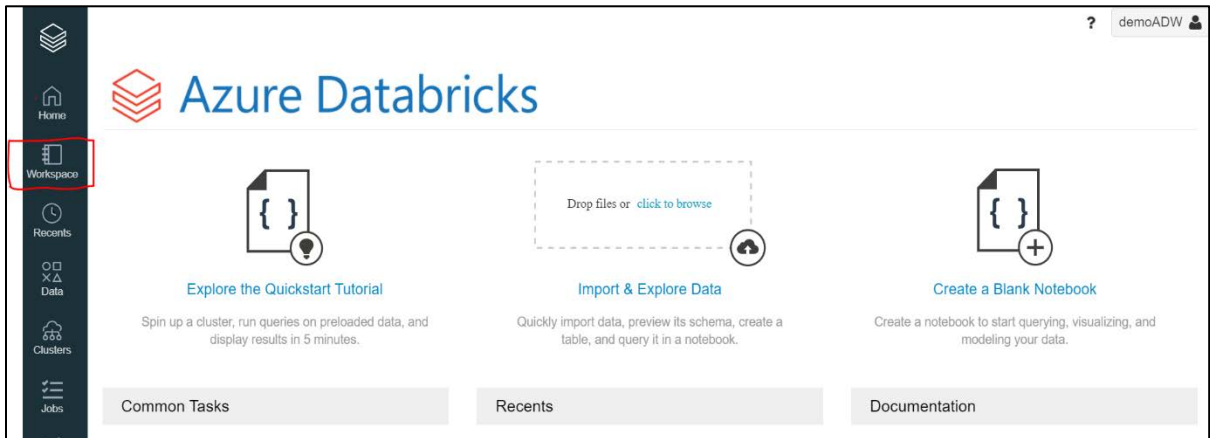 ? demoADW
Azure Databricks
Home
Workspace
Recents
Data
Clusters
Jobs
{ }
Explore the Quickstart Tutorial
Spin up a cluster, run queries on preloaded data, and
display results in 5 minutes.
Drop files or click to browse
Import & Explore Data
Quickly import data, preview its schema, create a
table, and query it in a notebook.
{ }
Create a Blank Notebook
Create a notebook to start querying, visualizing, and
modeling your data.
Common Tasks
Recents
Documentation